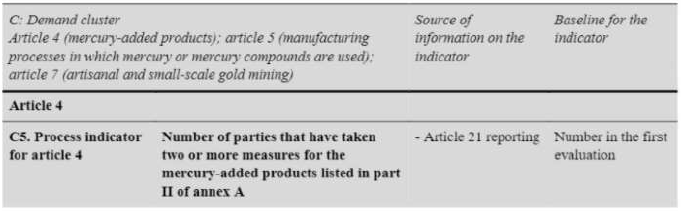 C: Demand cluster
Article 4 (mercury-added products); article 5 (manufacturing
processes in which mercury or mercury compounds are used);
article 7 (artisanal and small-scale gold mining)
Source of
information on the
indicator
Baseline for the
indicator
Article 4
C5. Process indicator
for article 4
Number of parties that have taken
two or more measures for the
mercury-added products listed in part
II of annex A
- Article 21 reporting
Number in the first
evaluation